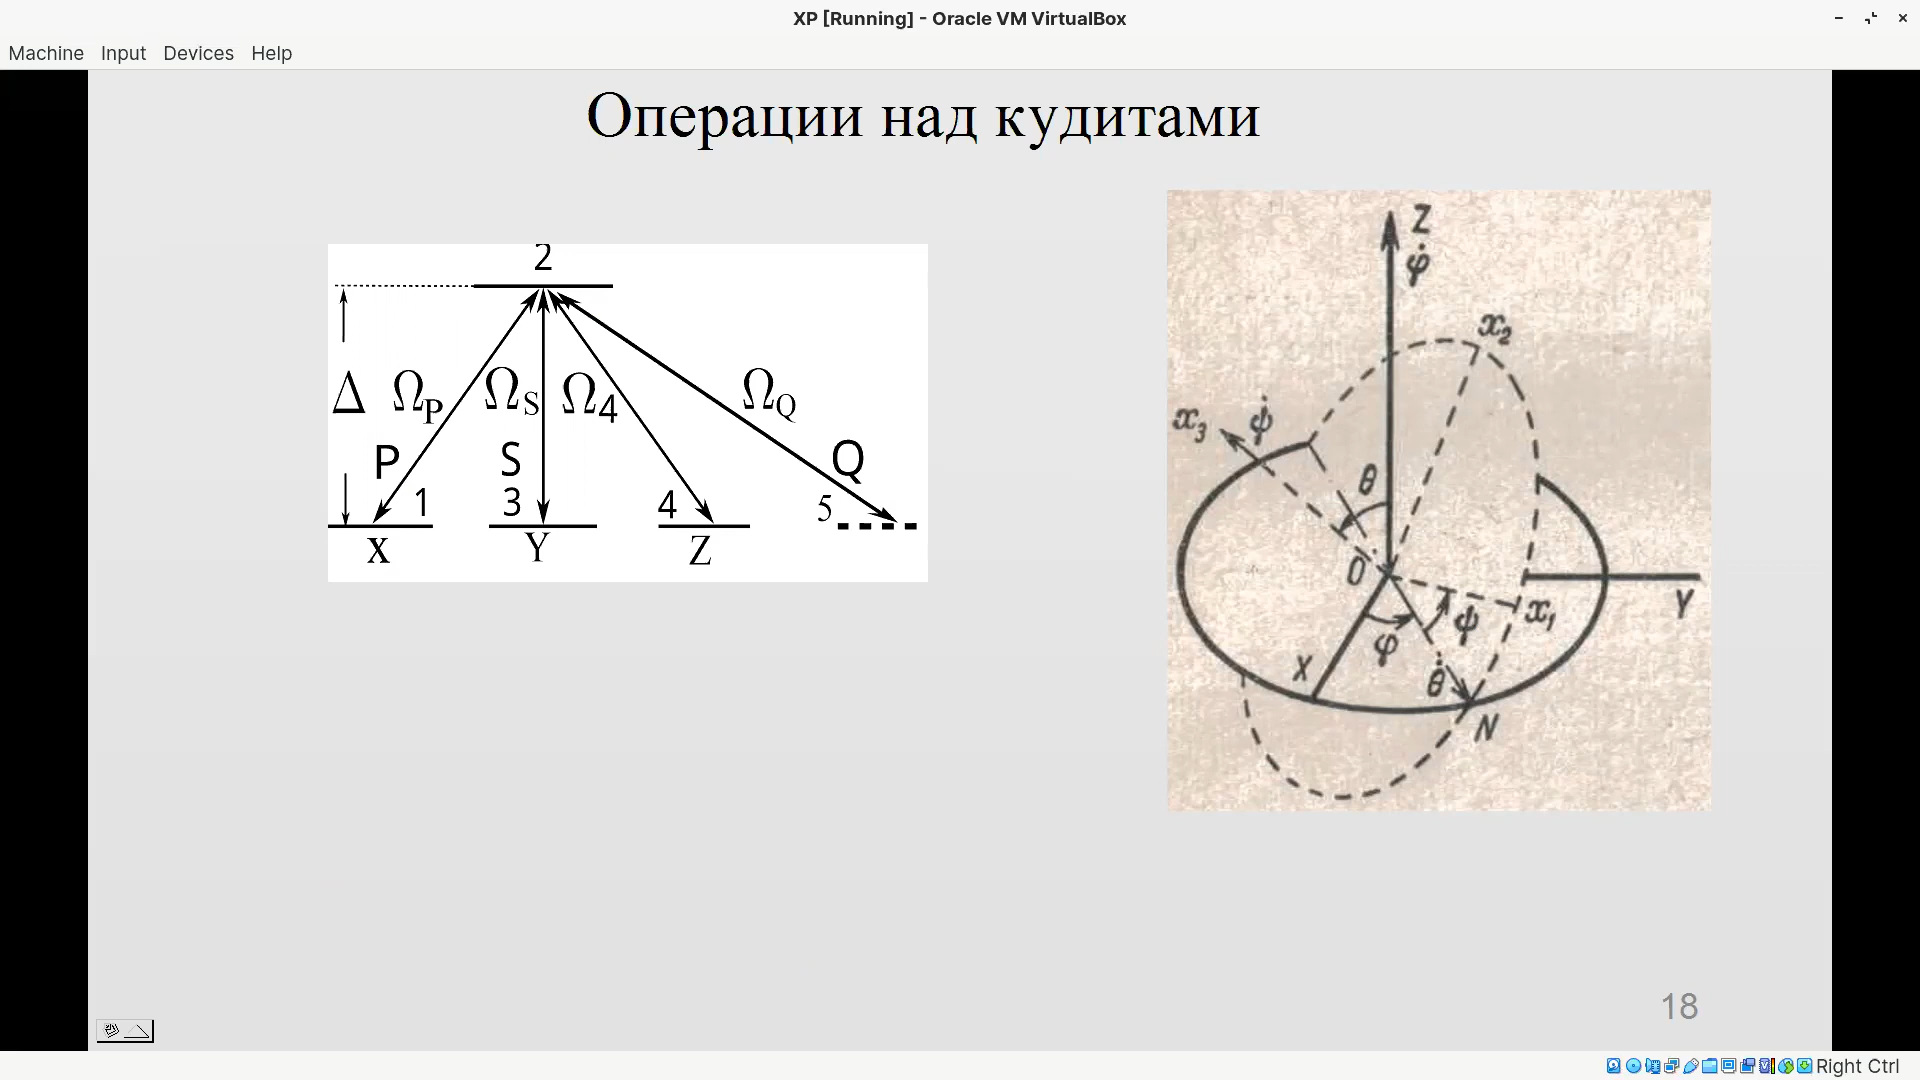 XP [Running] - Oracle VM VirtualBox
Machine Input Devices Help
Операции над кудитами
2
Δ Ω_P Ω_S Ω_4 Ω_Q
P S Q
1 3 4 5
X Y Z
Z
φ̇
x₂
x₃ ψ̇
θ
O
x₁ Y
φ ψ
X θ̇
N
18
Right Ctrl